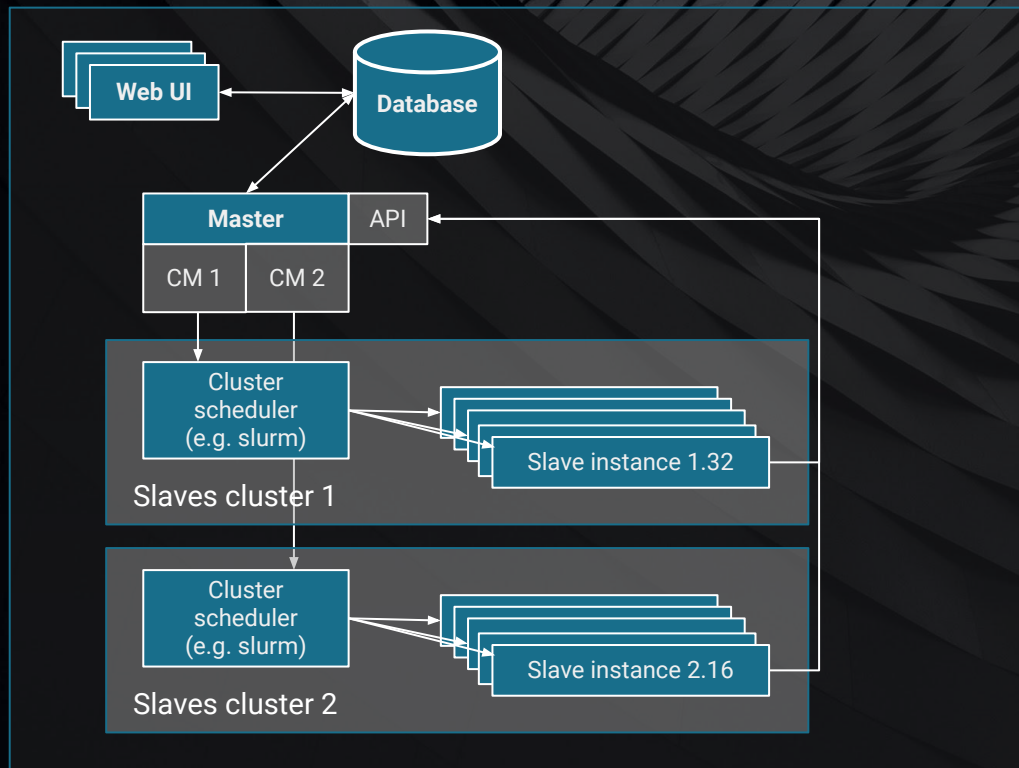 Web UI
Database
Master
API
CM 1
CM 2
Cluster
scheduler
(e.g. slurm)
Slave instance 1.32
Slaves cluster 1
Cluster
scheduler
(e.g. slurm)
Slave instance 2.16
Slaves cluster 2